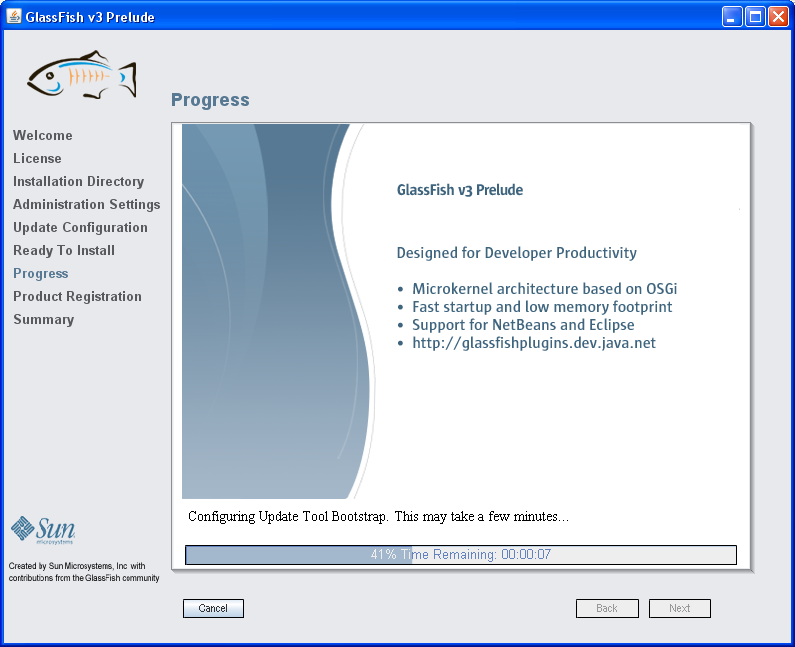 GlassFish v3 Prelude
Progress
Welcome
License
Installation Directory
Administration Settings
Update Configuration
Ready To Install
Progress
Product Registration
Summary
GlassFish v3 Prelude
Designed for Developer Productivity
• Microkernel architecture based on OSGi
• Fast startup and low memory footprint
• Support for NetBeans and Eclipse
• http://glassfishplugins.dev.java.net
Configuring Update Tool Bootstrap. This may take a few minutes...
41% Time Remaining: 00:00:07
Sun
microsystems
Created by Sun Microsystems, Inc with
contributions from the GlassFish community
Cancel
Back
Next